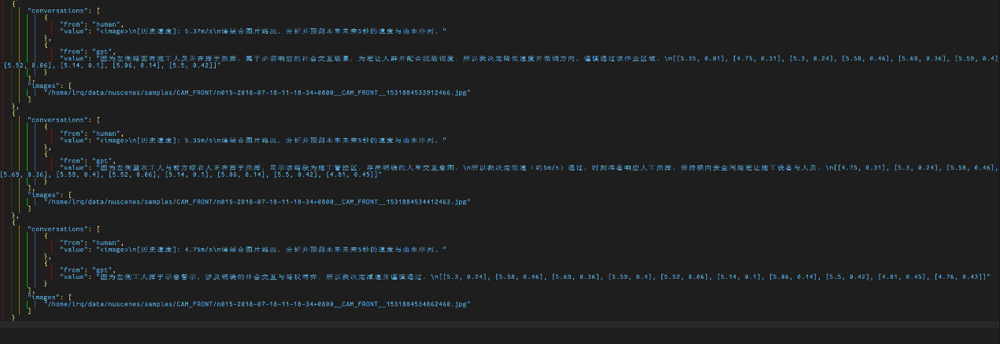 {
"conversations": [
{
"from": "human",
"value": "<image>\n[历史速度]: 5.37m/s\n请结合图片路况，分析并预测本车未来5秒的速度与曲率序列。"
},
{
"from": "gpt",
"value": "因为左侧路面有施工人员正在挥手指挥，属于必须响应的社会交互场景，为避让人群并配合现场调度，所以我决定降低速度并微调方向，谨慎通过该作业区域。\n[[5.35, 0.01], [4.75, 0.31], [5.3, 0.24], [5.58, 0.46], [5.69, 0.36], [5.59, 0.4]
[5.52, 0.06], [5.14, 0.1], [5.06, 0.14], [5.5, 0.42]]"
}
],
"images": [
"/home/lrq/data/nuscenes/samples/CAM_FRONT/n015-2018-07-18-11-18-34+0800__CAM_FRONT__1531884533912466.jpg"
]
},
{
"conversations": [
{
"from": "human",
"value": "<image>\n[历史速度]: 5.35m/s\n请结合图片路况，分析并预测本车未来5秒的速度与曲率序列。"
},
{
"from": "gpt",
"value": "因为左侧蓝衣工人与前方绿衣人正在挥手指挥，显示该路段为施工管控区，存在明确的人车交互意图。\n所以我决定低速（约5m/s）通过，时刻准备响应人工指挥，保持横向安全间距避让施工设备与人员。\n[[4.75, 0.31], [5.3, 0.24], [5.58, 0.46],
[5.69, 0.36], [5.59, 0.4], [5.52, 0.06], [5.14, 0.1], [5.06, 0.14], [5.5, 0.42], [4.81, 0.45]]"
}
],
"images": [
"/home/lrq/data/nuscenes/samples/CAM_FRONT/n015-2018-07-18-11-18-34+0800__CAM_FRONT__1531884534412463.jpg"
]
},
{
"conversations": [
{
"from": "human",
"value": "<image>\n[历史速度]: 4.75m/s\n请结合图片路况，分析并预测本车未来5秒的速度与曲率序列。"
},
{
"from": "gpt",
"value": "因为左侧工人挥手示意警示，涉及明确的社会交互与路权博弈，所以我决定减速并谨慎通过。\n[[5.3, 0.24], [5.58, 0.46], [5.69, 0.36], [5.59, 0.4], [5.52, 0.06], [5.14, 0.1], [5.06, 0.14], [5.5, 0.42], [4.81, 0.45], [4.76, 0.43]]"
}
],
"images": [
"/home/lrq/data/nuscenes/samples/CAM_FRONT/n015-2018-07-18-11-18-34+0800__CAM_FRONT__1531884534862460.jpg"
]
}